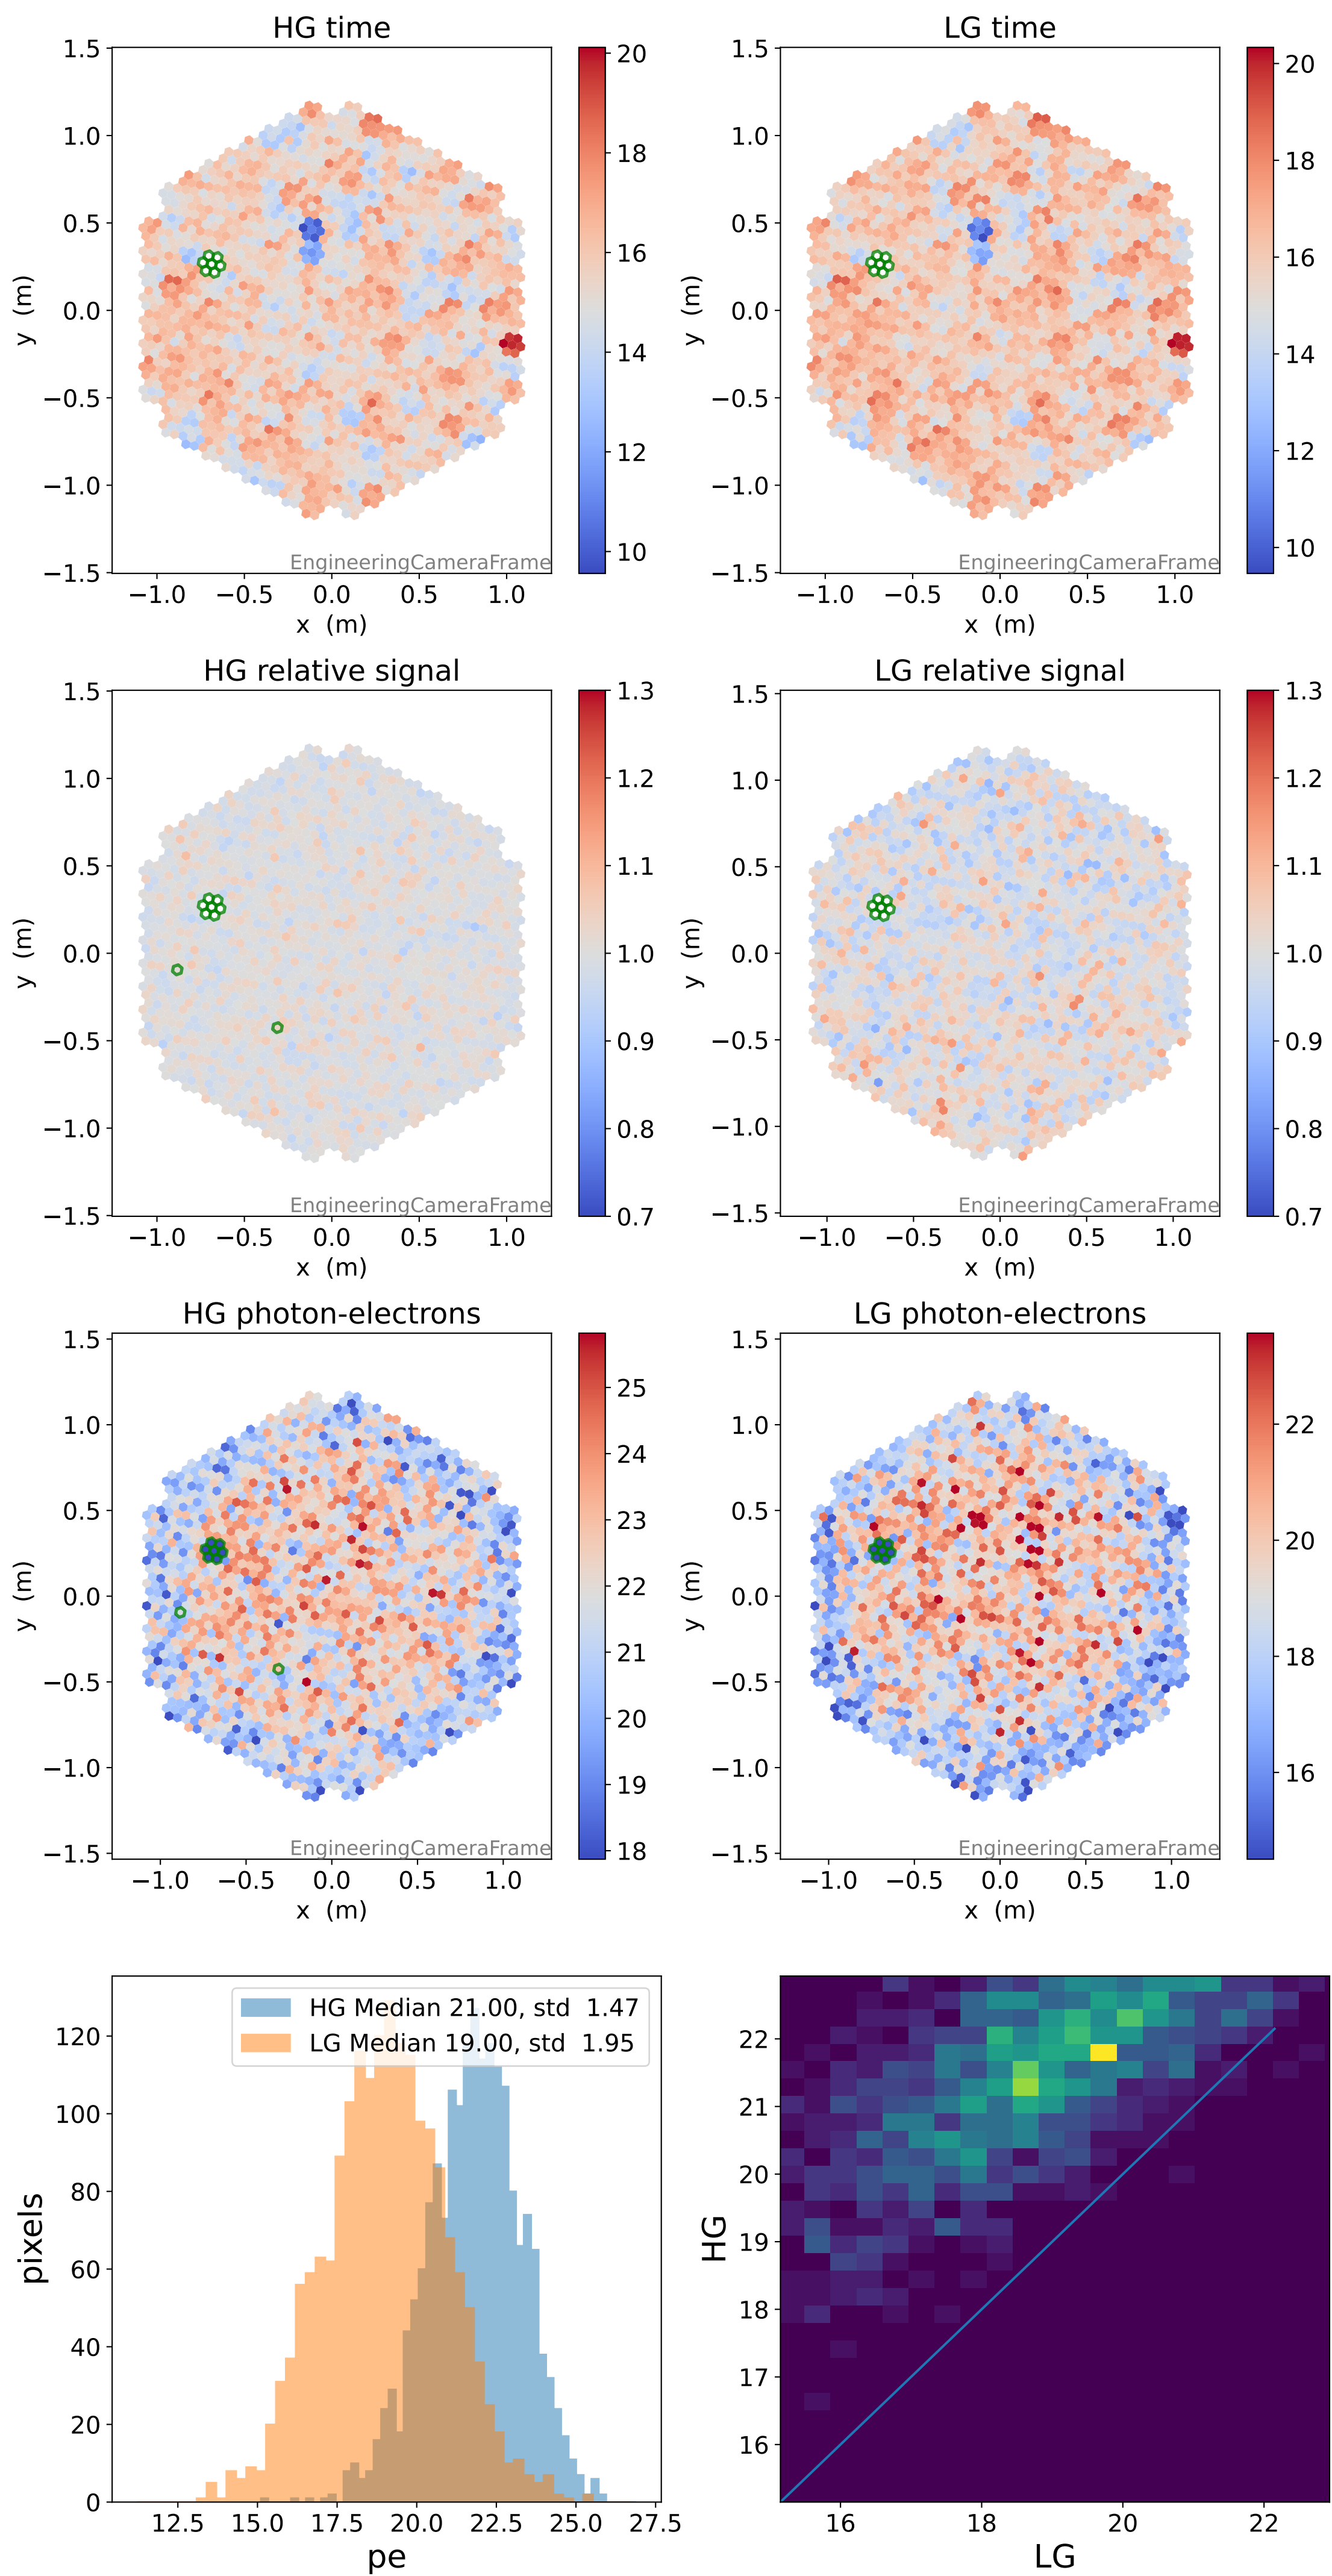 HG time
LG time
1.5
1.0
0.5
0.0
−0.5
−1.0
−1.5
y (m)
−1.0 −0.5 0.0 0.5 1.0
x (m)
EngineeringCameraFrame
20
18
16
14
12
10
1.5
1.0
0.5
0.0
−0.5
−1.0
−1.5
y (m)
−1.0 −0.5 0.0 0.5 1.0
x (m)
EngineeringCameraFrame
20
18
16
14
12
10
HG relative signal
LG relative signal
1.5
1.0
0.5
0.0
−0.5
−1.0
−1.5
y (m)
−1.0 −0.5 0.0 0.5 1.0
x (m)
EngineeringCameraFrame
1.3
1.2
1.1
1.0
0.9
0.8
0.7
1.5
1.0
0.5
0.0
−0.5
−1.0
−1.5
y (m)
−1.0 −0.5 0.0 0.5 1.0
x (m)
EngineeringCameraFrame
1.3
1.2
1.1
1.0
0.9
0.8
0.7
HG photon-electrons
LG photon-electrons
1.5
1.0
0.5
0.0
−0.5
−1.0
−1.5
y (m)
−1.0 −0.5 0.0 0.5 1.0
x (m)
EngineeringCameraFrame
25
24
23
22
21
20
19
18
1.5
1.0
0.5
0.0
−0.5
−1.0
−1.5
y (m)
−1.0 −0.5 0.0 0.5 1.0
x (m)
EngineeringCameraFrame
22
20
18
16
HG Median 21.00, std 1.47
LG Median 19.00, std 1.95
120
100
80
60
40
20
0
pixels
12.5 15.0 17.5 20.0 22.5 25.0 27.5
pe
22
21
20
19
18
17
16
HG
16 18 20 22
LG